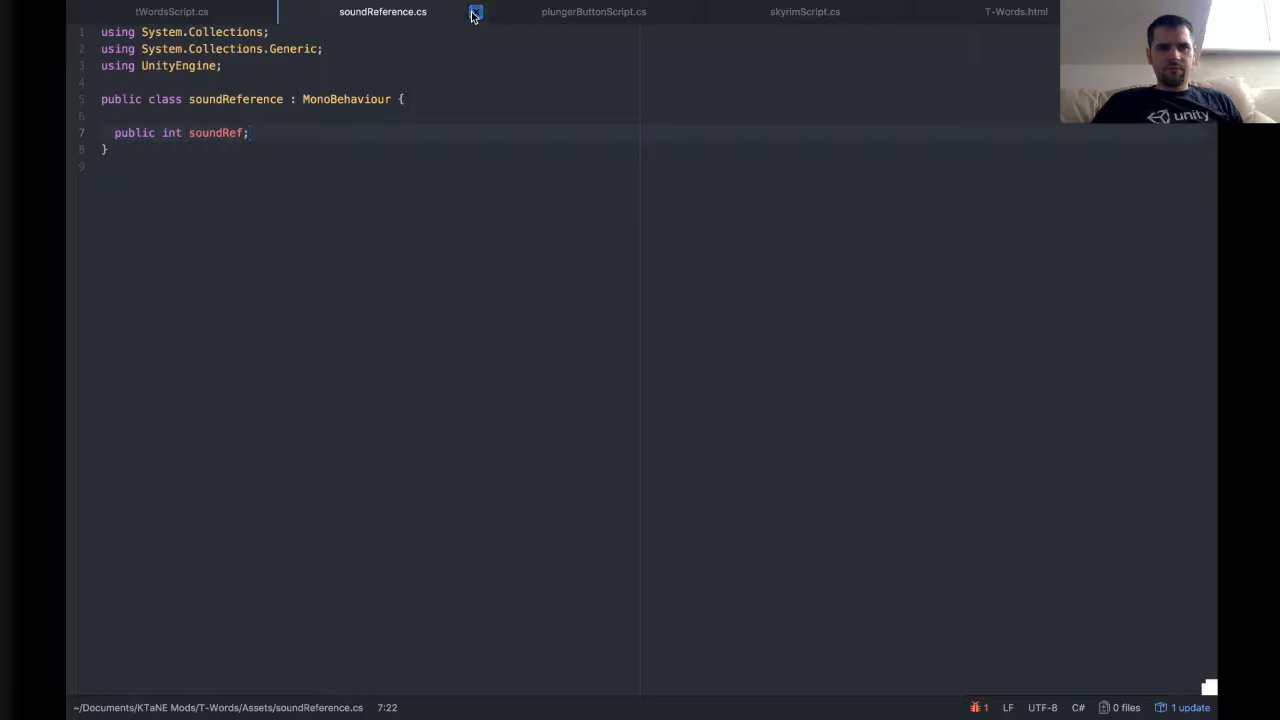 tWordsScript.cs
soundReference.cs
plungerButtonScript.cs
skyrimScript.cs
T-Words.html
1 using System.Collections;
2 using System.Collections.Generic;
3 using UnityEngine;
4
5 public class soundReference : MonoBehaviour {
6
7 public int soundRef;
8 }
9
unity
~/Documents/KTaNE Mods/T-Words/Assets/soundReference.cs 7:22
1 LF UTF-8 C# 0 files 1 update